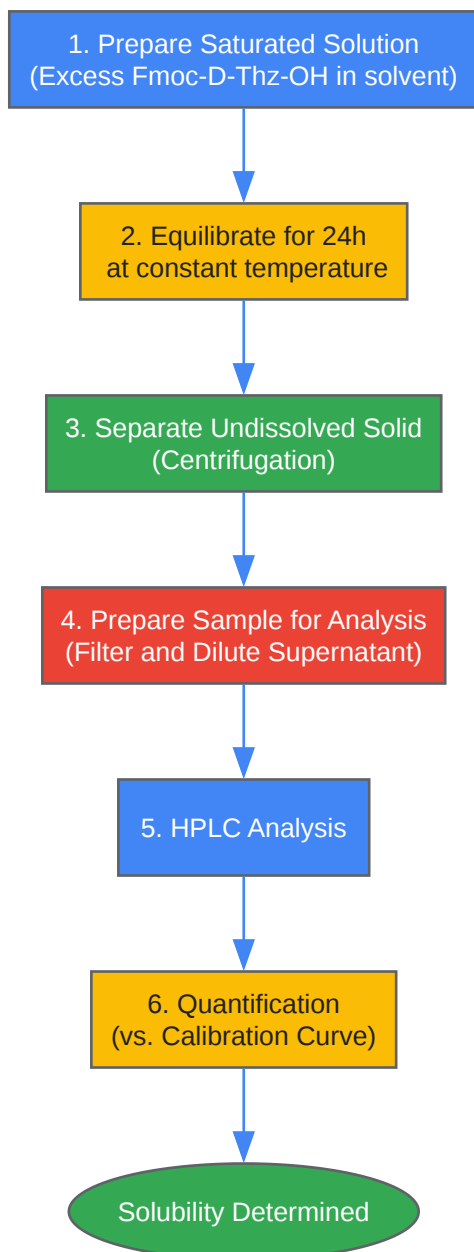 1. Prepare Saturated Solution
(Excess Fmoc-D-Thz-OH in solvent)
2. Equilibrate for 24h
at constant temperature
3. Separate Undissolved Solid
(Centrifugation)
4. Prepare Sample for Analysis
(Filter and Dilute Supernatant)
5. HPLC Analysis
6. Quantification
(vs. Calibration Curve)
Solubility Determined